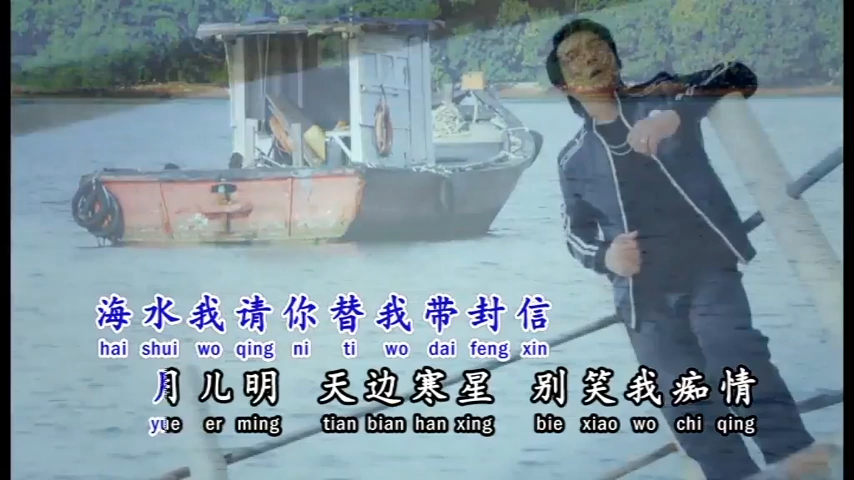 海水我请你替我带封信
hai shui wo qing ni ti wo dai feng xin
月儿明 天边寒星 别笑我痴情
yue er ming tian bian han xing bie xiao wo chi qing